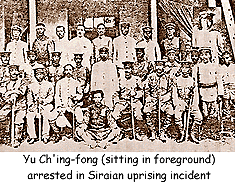 Yu Ch'ing-fong (sitting in foreground)
arrested in Siraian uprising incident